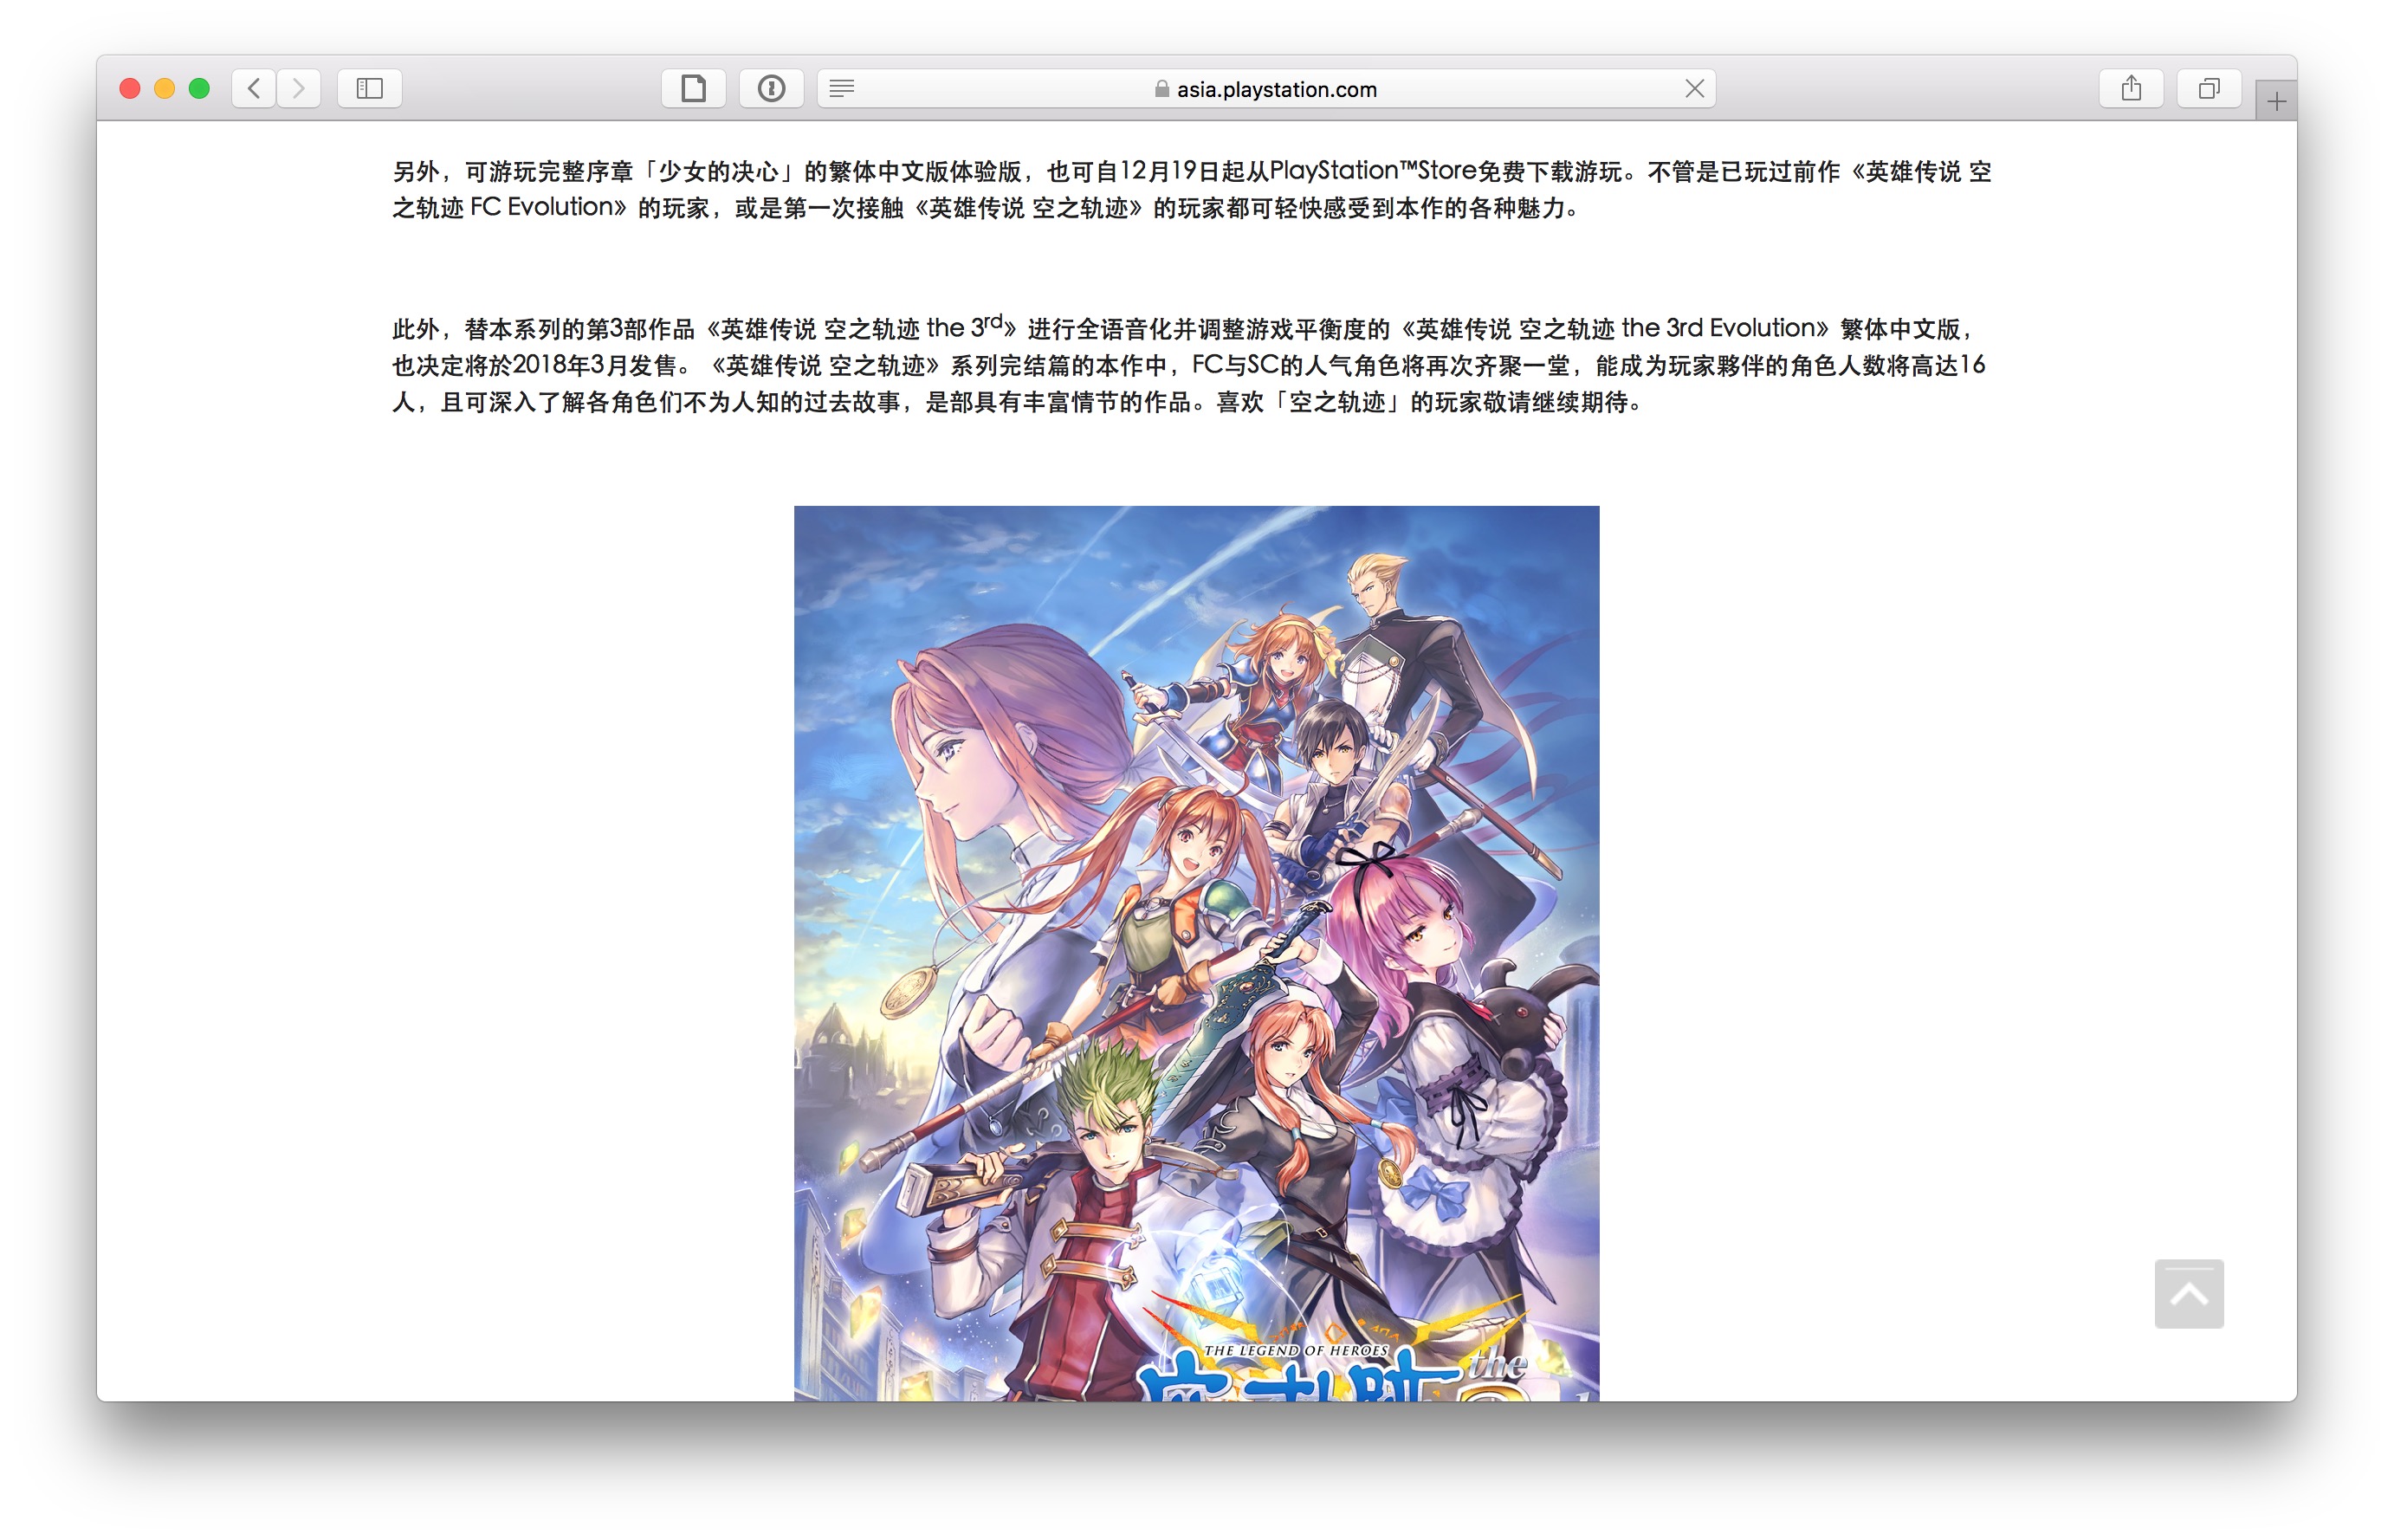 asia.playstation.com
另外，可游玩完整序章「少女的决心」的繁体中文版体验版，也可自12月19日起从PlayStation™Store免费下载游玩。不管是已玩过前作《英雄传说 空
之轨迹 FC Evolution》的玩家，或是第一次接触《英雄传说 空之轨迹》的玩家都可轻快感受到本作的各种魅力。
此外，替本系列的第3部作品《英雄传说 空之轨迹 the 3rd》进行全语音化并调整游戏平衡度的《英雄传说 空之轨迹 the 3rd Evolution》繁体中文版，
也决定将於2018年3月发售。《英雄传说 空之轨迹》系列完结篇的本作中，FC与SC的人气角色将再次齐聚一堂，能成为玩家夥伴的角色人数将高达16
人，且可深入了解各角色们不为人知的过去故事，是部具有丰富情节的作品。喜欢「空之轨迹」的玩家敬请继续期待。
THE LEGEND OF HEROES
the